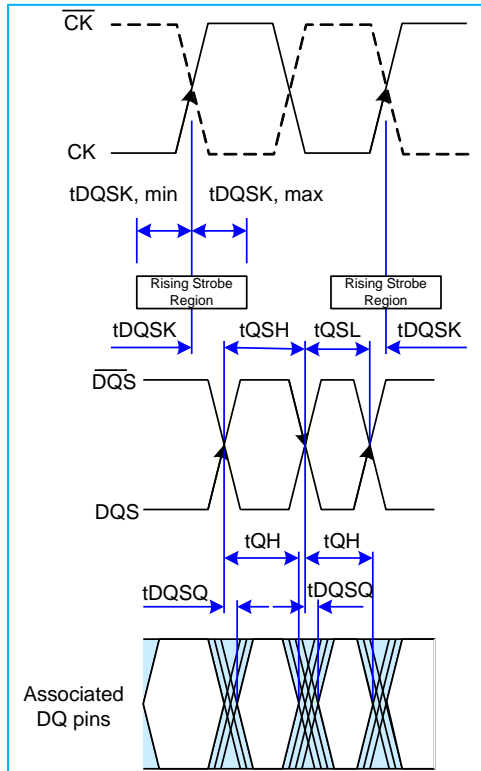 CK
CK
tDQSK, min
tDQSK, max
Rising Strobe
Region
Rising Strobe
Region
tDQSK
tQSH
tQSL
tDQSK
DQS
DQS
tQH
tQH
tDQSQ
tDQSQ
Associated
DQ pins